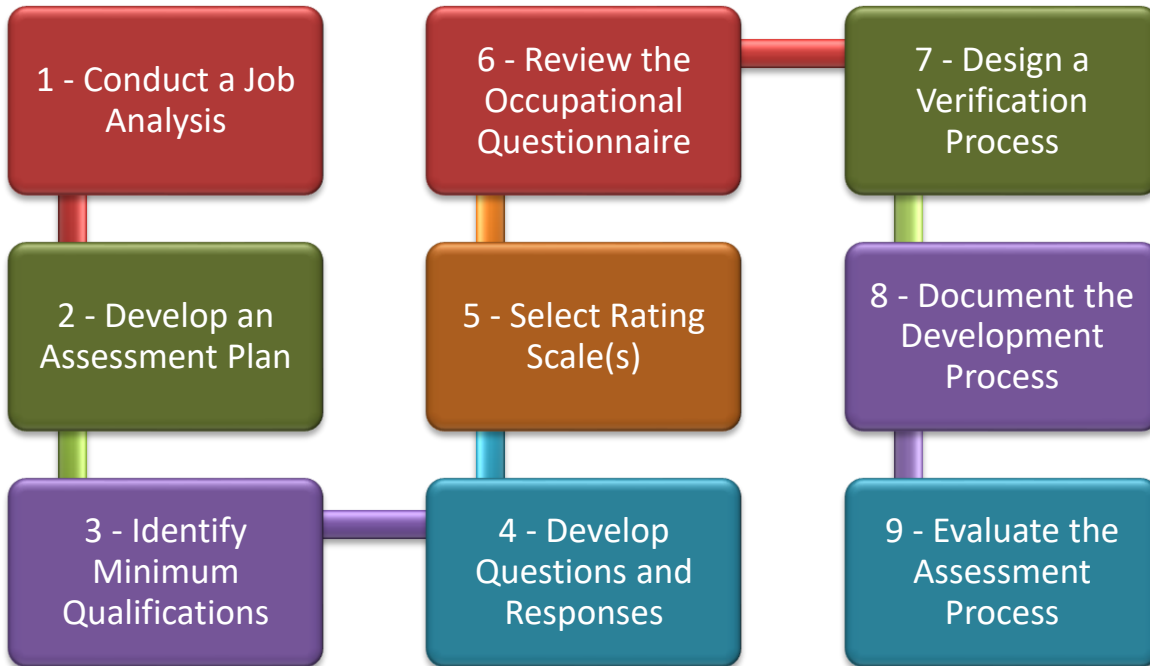 1 - Conduct a Job
Analysis
2 - Develop an
Assessment Plan
3 - Identify
Minimum
Qualifications
4 - Develop
Questions and
Responses
5 - Select Rating
Scale(s)
6 - Review the
Occupational
Questionnaire
7 - Design a
Verification
Process
8 - Document the
Development
Process
9 - Evaluate the
Assessment
Process